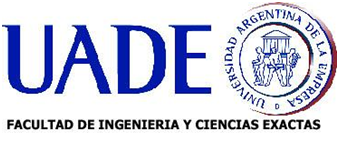 UADE
UNIVERSIDAD ARGENTINA DE LA EMPRESA
FACULTAD DE INGENIERIA Y CIENCIAS EXACTAS